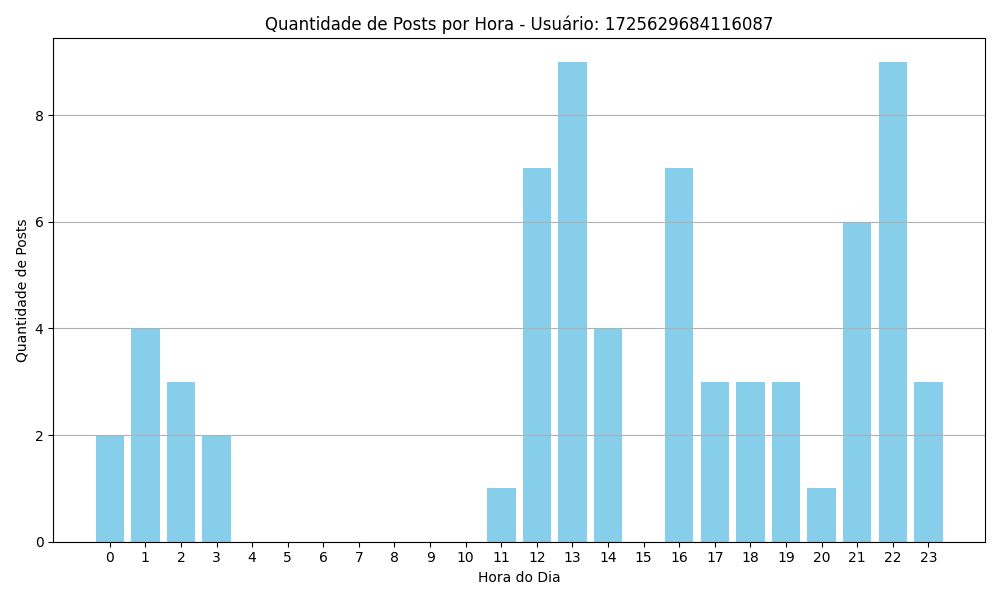 Quantidade de Posts por Hora - Usuário: 1725629684116087
Quantidade de Posts
8
6
4
2
0
0 1 2 3 4 5 6 7 8 9 10 11 12 13 14 15 16 17 18 19 20 21 22 23
Hora do Dia